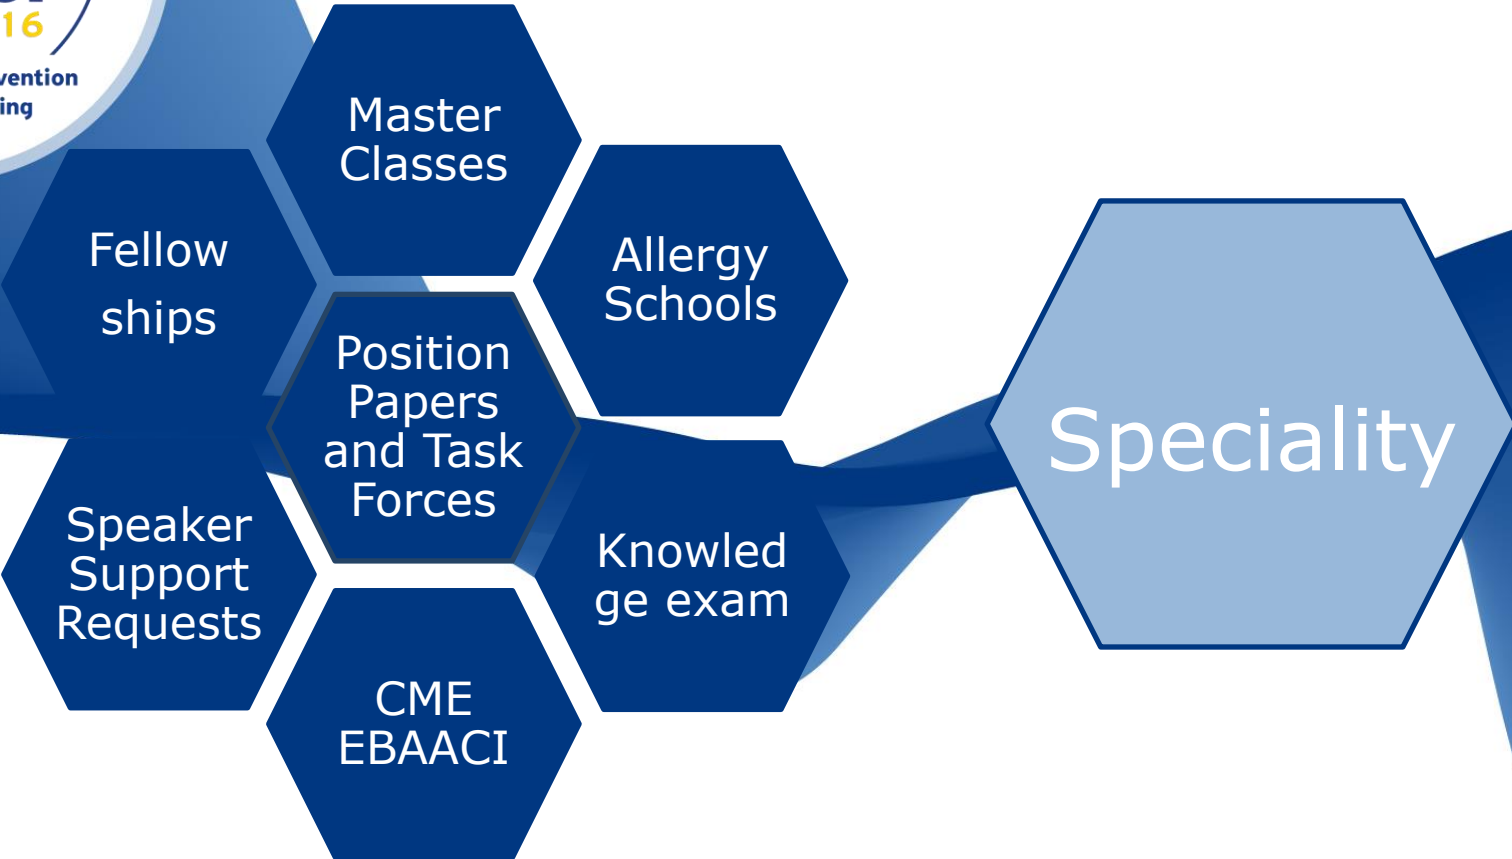 16
vention
ing
Master
Classes
Fellow
ships
Allergy
Schools
Position
Papers
and Task
Forces
Speciality
Speaker
Support
Requests
Knowled
ge exam
CME
EBAACI